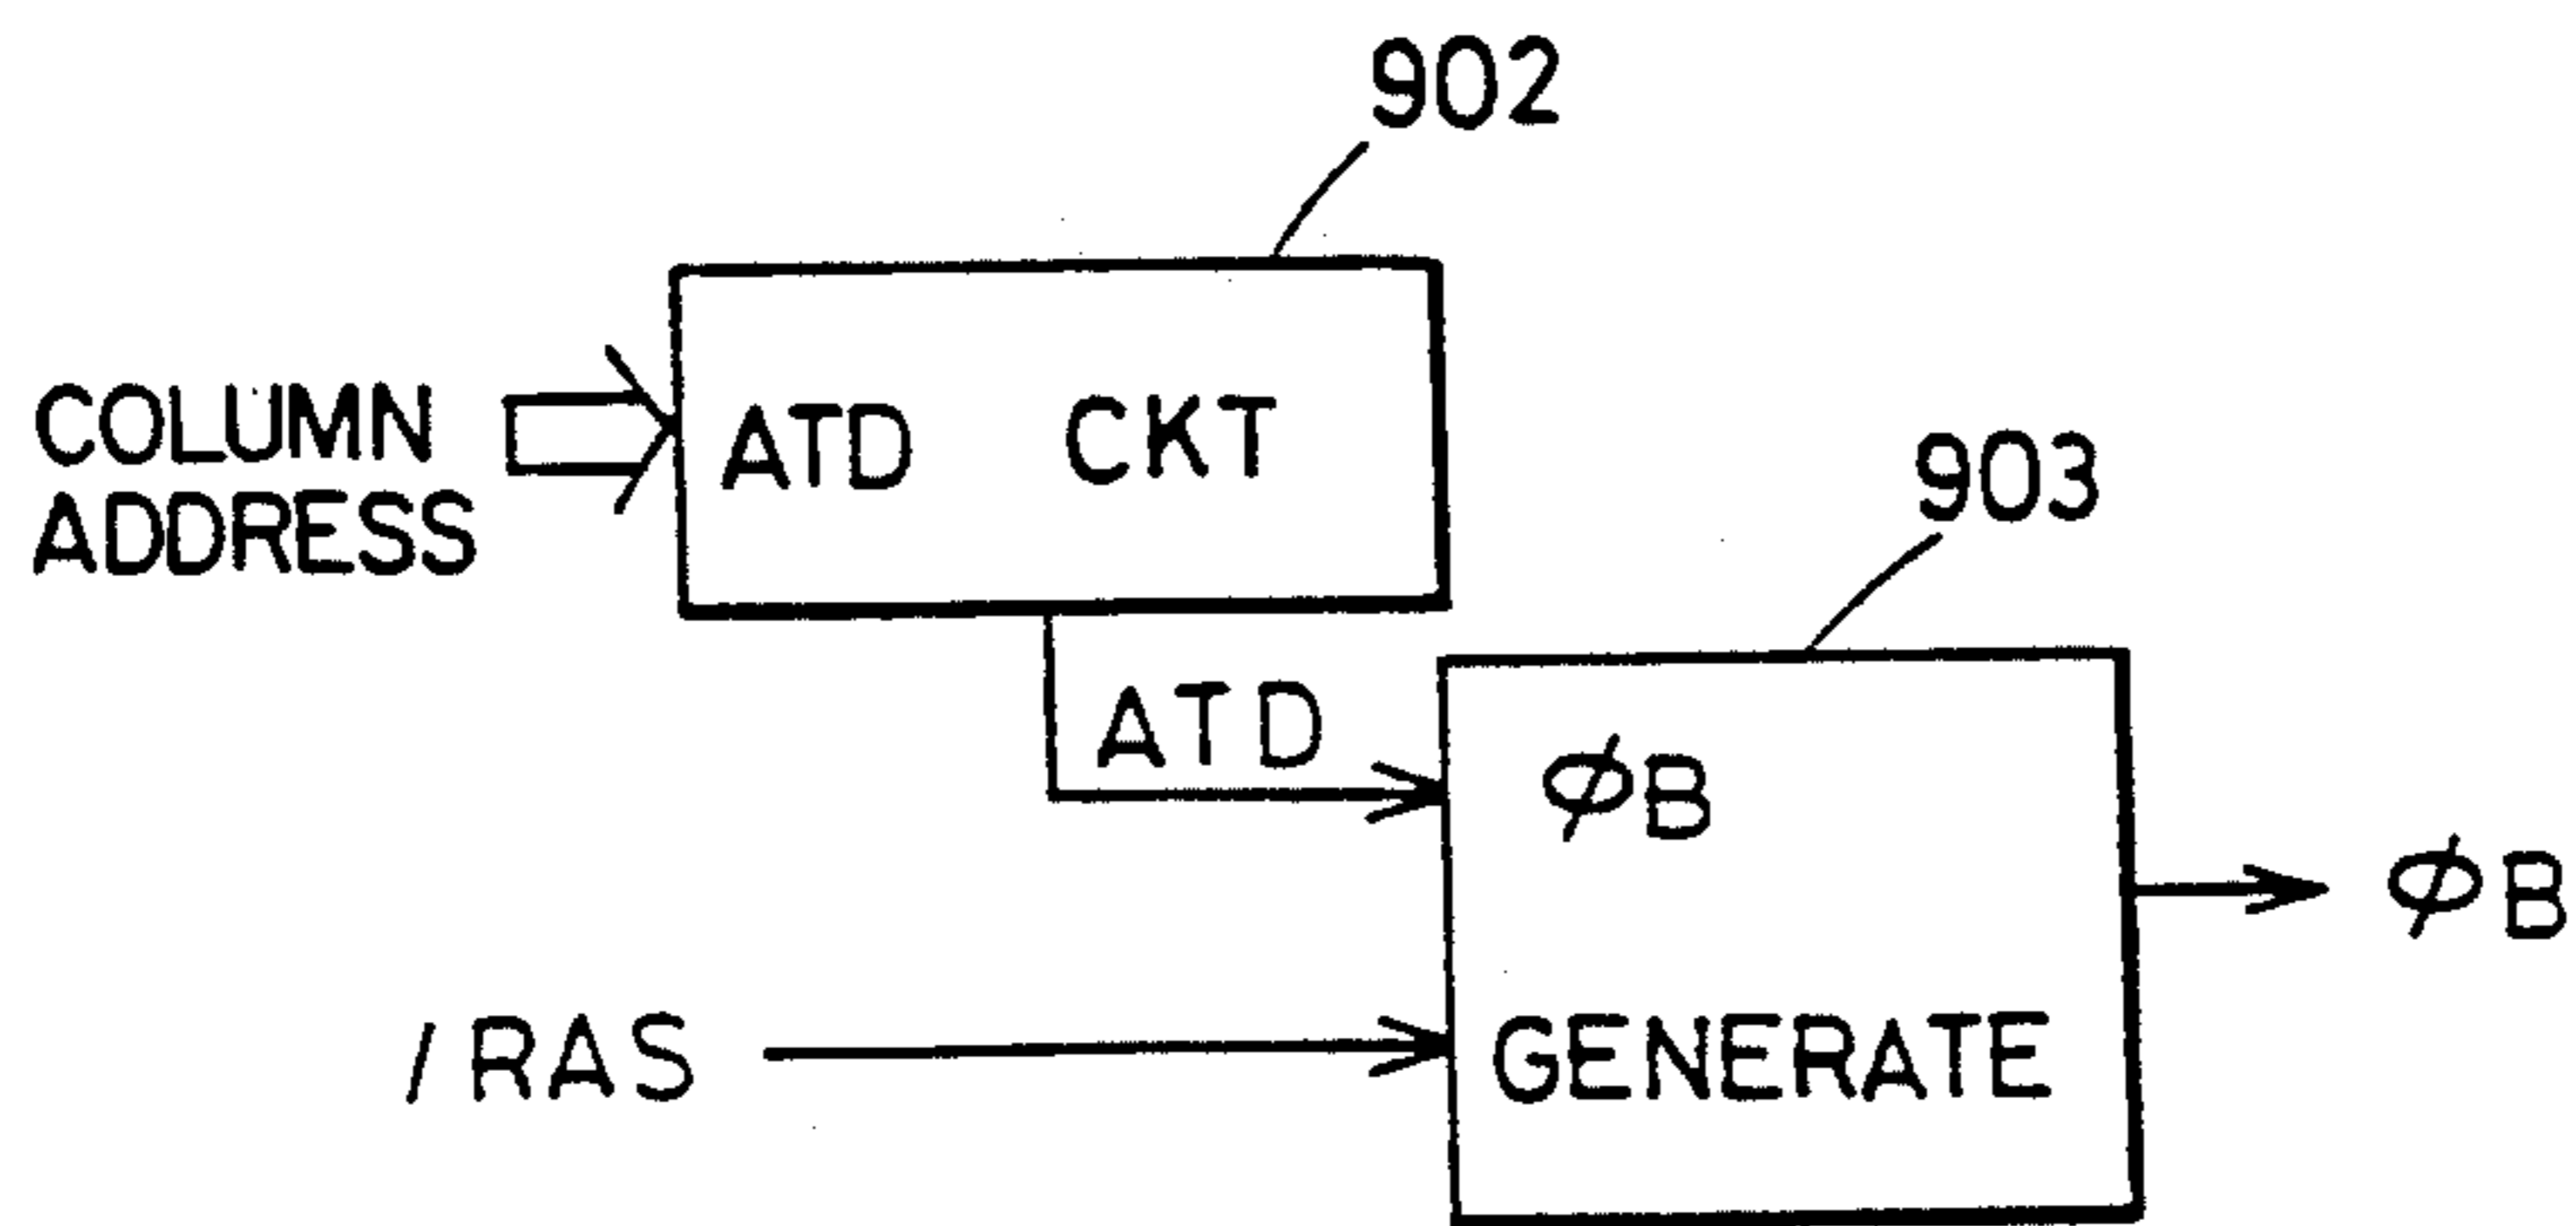 902
COLUMN
ADDRESS
ATD CKT
903
ATD
φB
φB
/RAS
GENERATE